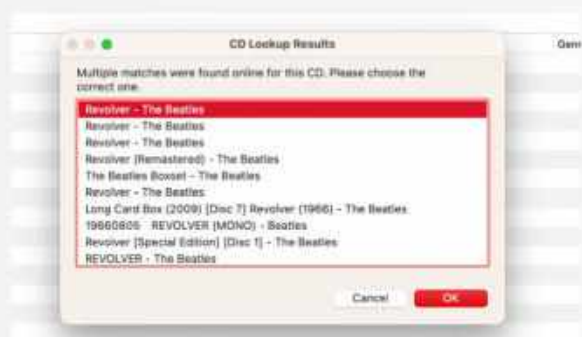 CD Lookup Results
Genr
Multiple matches were found online for this CD. Please choose the
correct one.
Revolver - The Beatles
Revolver - The Beatles
Revolver - The Beatles
Revolver [Remastered] - The Beatles
The Beatles Boxset - The Beatles
Revolver - The Beatles
Long Card Box (2009) [Disc 7] Revolver (1966) - The Beatles
19660805 REVOLVER (MONO) - Beatles
Revolver [Special Edition] [Disc 1] - The Beatles
REVOLVER - The Beatles
Cancel
OK